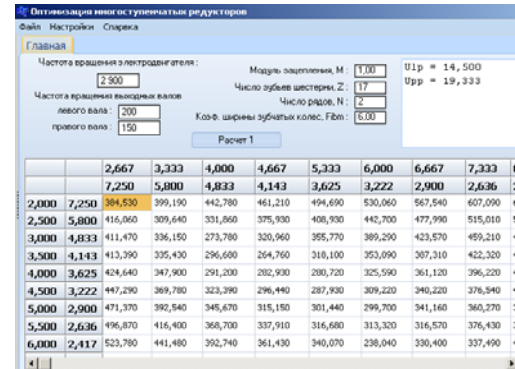 Оптимизация многоступенчатых редукторов
Файл Настройки Справка
Главная
Частота вращения электродвигателя :
2 900
Частота вращения выходных валов
левого вала : 200
правого вала : 150
Модуль зацепления, M : 1,00
Число зубьев шестерни, Z : 17
Число рядов, N : 2
Коэф. ширины зубчатых колес, Fibm : 6,00
Расчет 1
Ulp = 14,500
Upp = 19,333
2,667 3,333 4,000 4,667 5,333 6,000 6,667 7,333
7,250 5,800 4,833 4,143 3,625 3,222 2,900 2,636
2,000 7,250 384,530 399,190 442,780 461,210 494,690 530,060 567,540 607,090
2,500 5,800 416,060 309,640 331,860 375,930 408,930 442,700 477,990 515,010
3,000 4,833 411,470 336,150 273,780 320,960 355,770 389,290 423,570 459,210
3,500 4,143 413,390 335,430 296,680 264,760 318,100 353,090 387,310 422,320
4,000 3,625 424,640 347,900 291,200 282,930 280,720 325,590 361,120 396,220
4,500 3,222 447,290 369,780 323,390 296,440 287,930 309,220 340,220 376,540
5,000 2,900 471,370 392,540 345,670 315,150 301,440 299,700 341,160 360,270
5,500 2,636 496,870 416,400 368,700 337,910 316,680 313,320 316,570 376,430
6,000 2,417 523,780 441,480 392,740 361,430 340,070 238,040 330,400 337,490